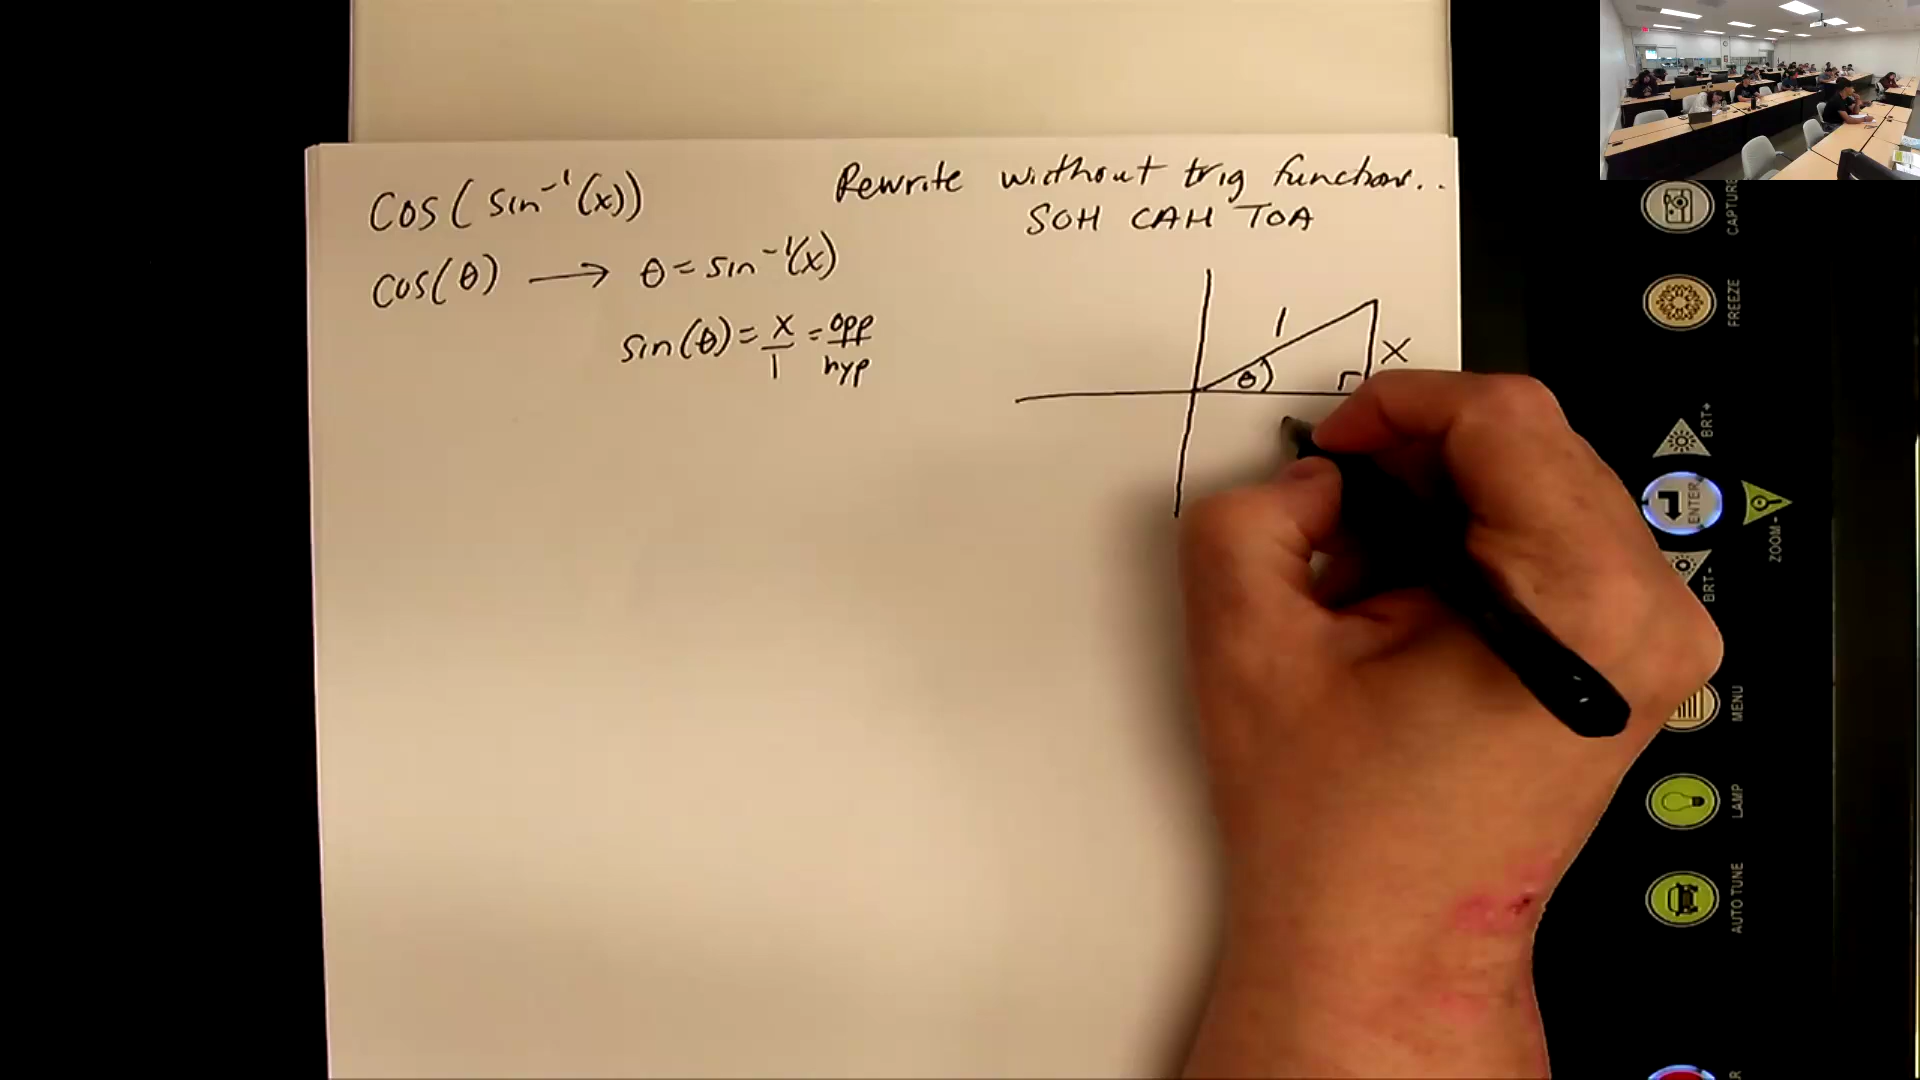 Cos(sin⁻¹(x))
Rewrite without trig functions..
SOH CAH TOA
cos(θ) → θ = sin⁻¹(x)
sin(θ) = x/1 = opp/hyp
1
x
θ
CAPTURE
FREEZE
BRT+
ENTER
ZOOM-
BRT-
MENU
LAMP
AUTO TUNE